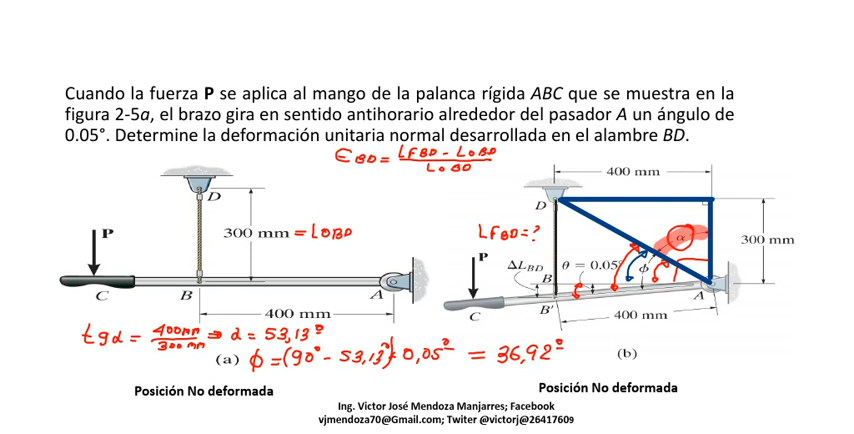 Cuando la fuerza P se aplica al mango de la palanca rígida ABC que se muestra en la
figura 2-5a, el brazo gira en sentido antihorario alrededor del pasador A un ángulo de
0.05°. Determine la deformación unitaria normal desarrollada en el alambre BD.
ЄBD = LFBD - LOBD
LOBD
D
300 mm = LOBD
P
C
B
A
400 mm
tgα = 400mm / 300mm ⇒ α = 53,13°
(a)
ϕ = (90° - 53,13°) + 0,05° = 36,92°
Posición No deformada
400 mm
D
LFBD = ?
α
300 mm
P
ΔLBD
θ = 0.05°
ϕ
B
A
B'
C
400 mm
(b)
Posición No deformada
Ing. Victor José Mendoza Manjarres; Facebook
vjmendoza70@Gmail.com; Twiter @victorj@26417609